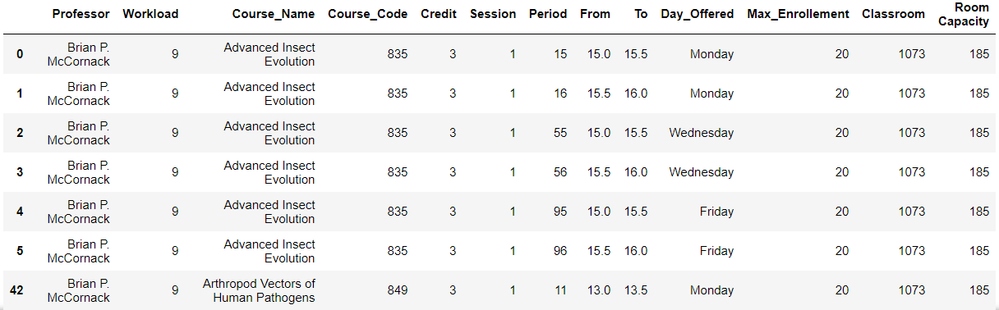 Professor Workload Course_Name Course_Code Credit Session Period From To Day_Offered Max_Enrollement Classroom Room Capacity
0 Brian P. McCornack 9 Advanced Insect Evolution 835 3 1 15 15.0 15.5 Monday 20 1073 185
1 Brian P. McCornack 9 Advanced Insect Evolution 835 3 1 16 15.5 16.0 Monday 20 1073 185
2 Brian P. McCornack 9 Advanced Insect Evolution 835 3 1 55 15.0 15.5 Wednesday 20 1073 185
3 Brian P. McCornack 9 Advanced Insect Evolution 835 3 1 56 15.5 16.0 Wednesday 20 1073 185
4 Brian P. McCornack 9 Advanced Insect Evolution 835 3 1 95 15.0 15.5 Friday 20 1073 185
5 Brian P. McCornack 9 Advanced Insect Evolution 835 3 1 96 15.5 16.0 Friday 20 1073 185
42 Brian P. McCornack 9 Arthropod Vectors of Human Pathogens 849 3 1 11 13.0 13.5 Monday 20 1073 185